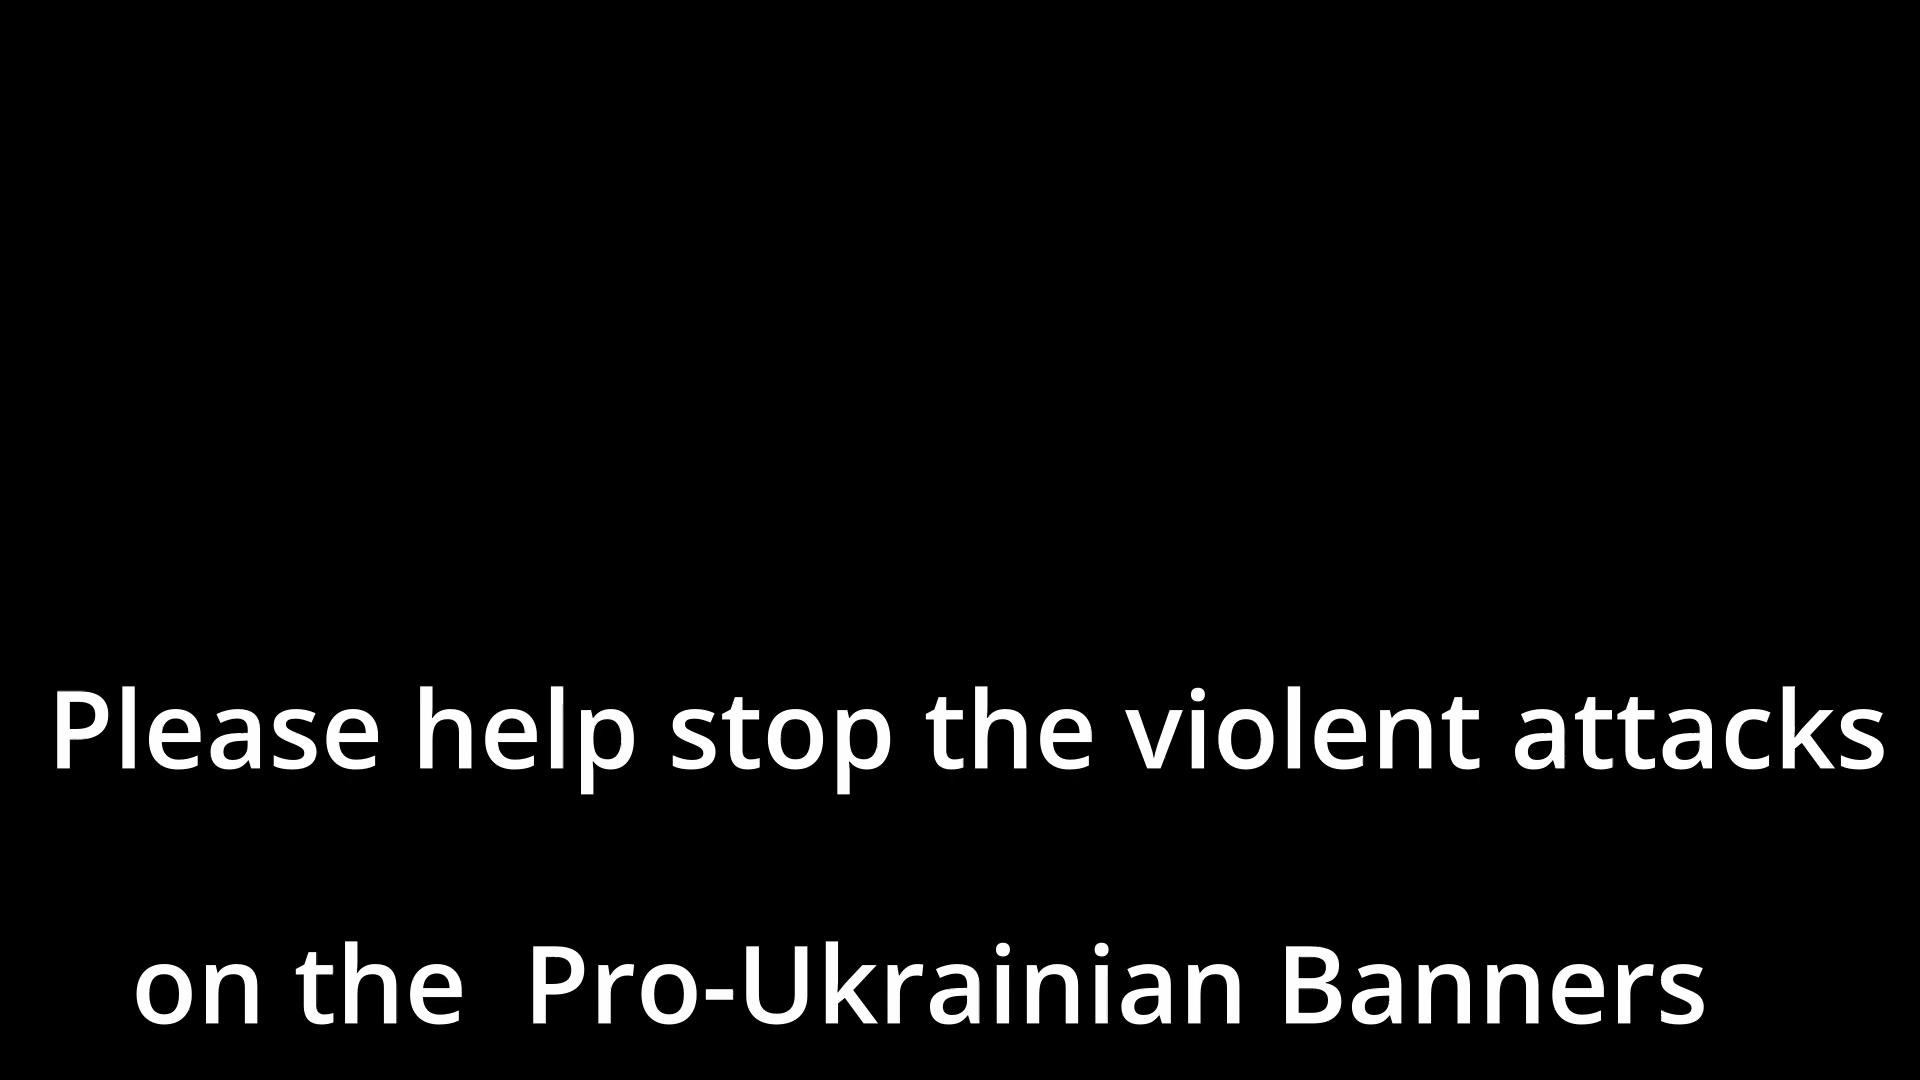 Please help stop the violent attacks
on the  Pro-Ukrainian Banners